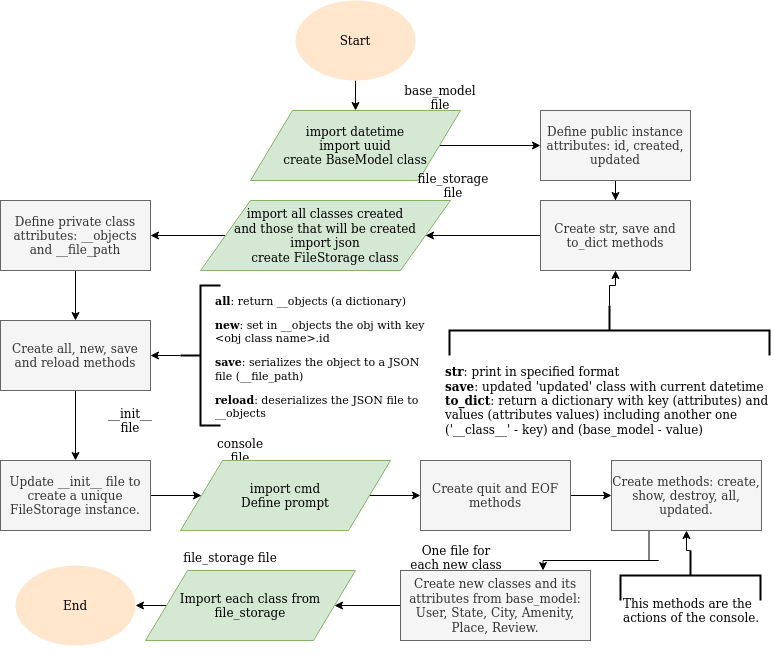 Start
base_model
file
import datetime
import uuid
create BaseModel class
Define public instance
attributes: id, created,
updated
file_storage
file
Define private class
attributes: __objects
and __file_path
import all classes created
and those that will be created
import json
create FileStorage class
Create str, save and
to_dict methods
all: return __objects (a dictionary)
new: set in __objects the obj with key
<obj class name>.id
save: serializes the object to a JSON
file (__file_path)
reload: deserializes the JSON file to
__objects
Create all, new, save
and reload methods
str: print in specified format
save: updated 'updated' class with current datetime
to_dict: return a dictionary with key (attributes) and
values (attributes values) including another one
('__class__' - key) and (base_model - value)
__init__
file
console
file
Update __init__ file to
create a unique
FileStorage instance.
import cmd
Define prompt
Create quit and EOF
methods
Create methods: create,
show, destroy, all,
updated.
file_storage file
One file for
each new class
End
Import each class from
file_storage
Create new classes and its
attributes from base_model:
User, State, City, Amenity,
Place, Review.
This methods are the
actions of the console.